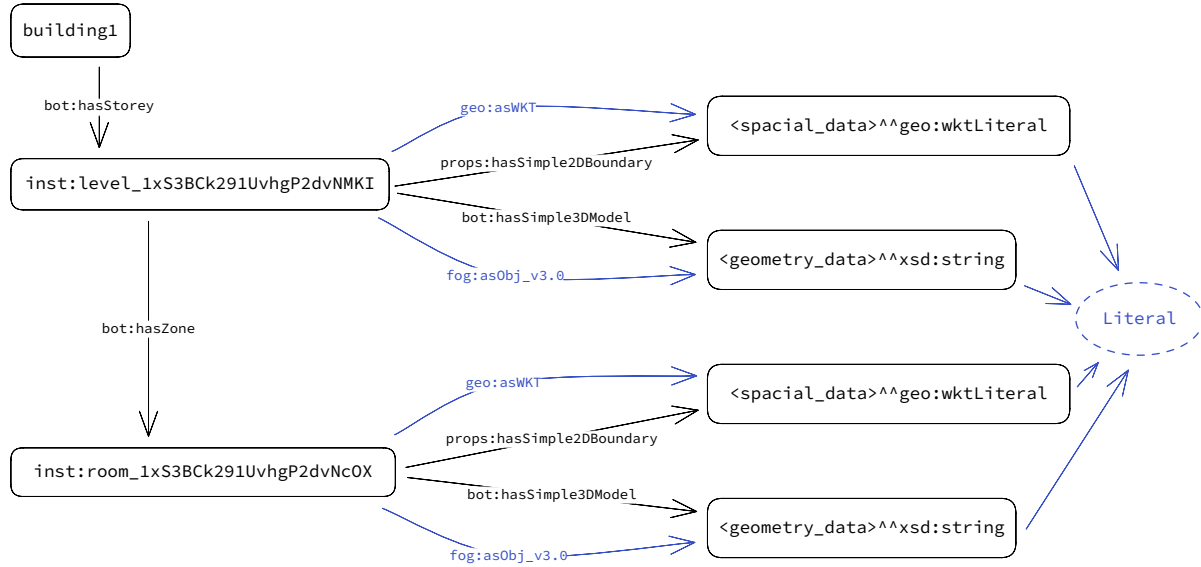 building1
bot:hasStorey
geo:asWKT
<spacial_data>^^geo:wktLiteral
props:hasSimple2DBoundary
inst:level_1xS3BCk291UvhgP2dvNMKI
bot:hasSimple3DModel
<geometry_data>^^xsd:string
fog:asObj_v3.0
Literal
bot:hasZone
geo:asWKT
<spacial_data>^^geo:wktLiteral
props:hasSimple2DBoundary
inst:room_1xS3BCk291UvhgP2dvNcOX
bot:hasSimple3DModel
<geometry_data>^^xsd:string
fog:asObj_v3.0